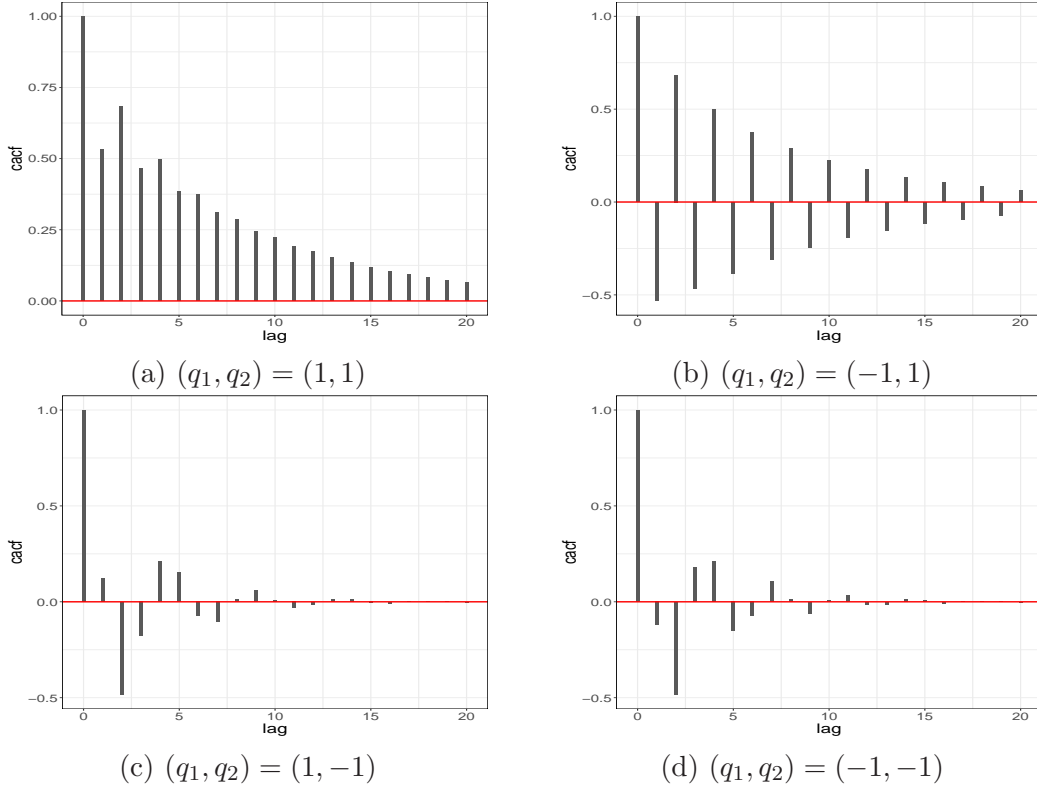 1.00
0.75
0.50
0.25
0.00
cacf
0 5 10 15 20
lag
(a) (q₁, q₂) = (1, 1)
1.0
0.5
0.0
−0.5
cacf
0 5 10 15 20
lag
(b) (q₁, q₂) = (−1, 1)
1.0
0.5
0.0
−0.5
cacf
0 5 10 15 20
lag
(c) (q₁, q₂) = (1, −1)
1.0
0.5
0.0
−0.5
cacf
0 5 10 15 20
lag
(d) (q₁, q₂) = (−1, −1)